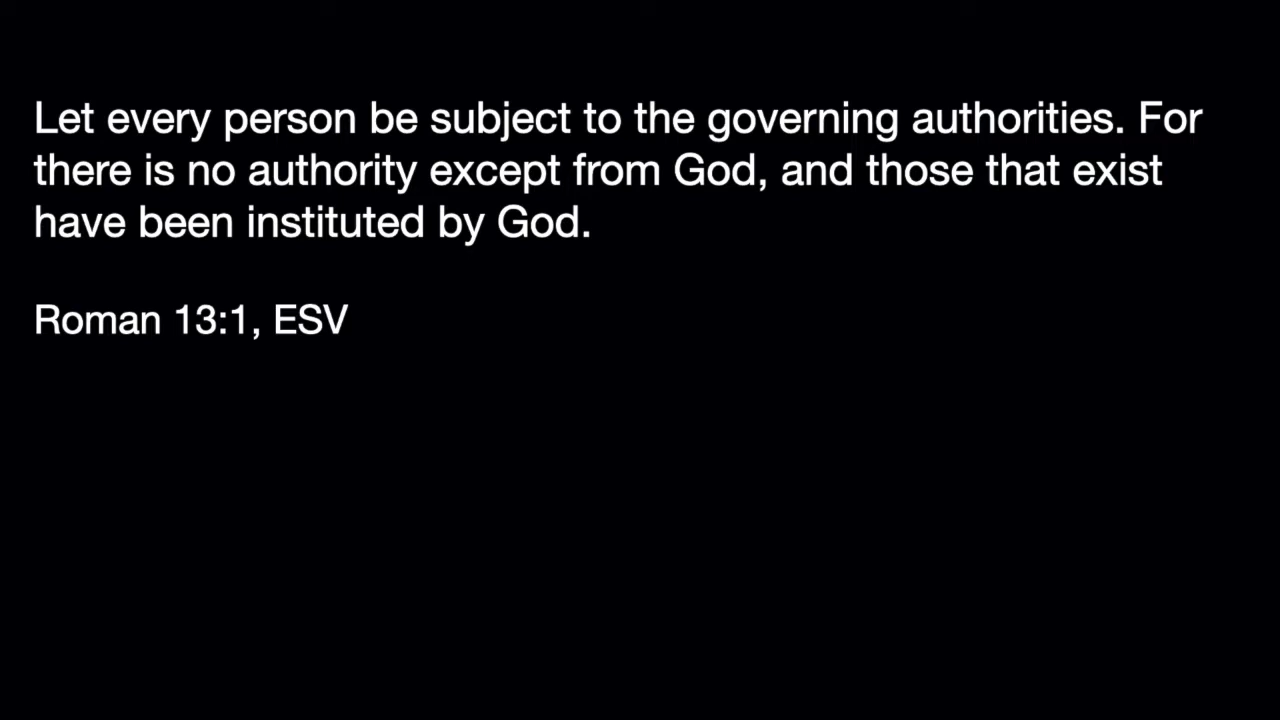 Let every person be subject to the governing authorities. For
there is no authority except from God, and those that exist
have been instituted by God.
Roman 13:1, ESV